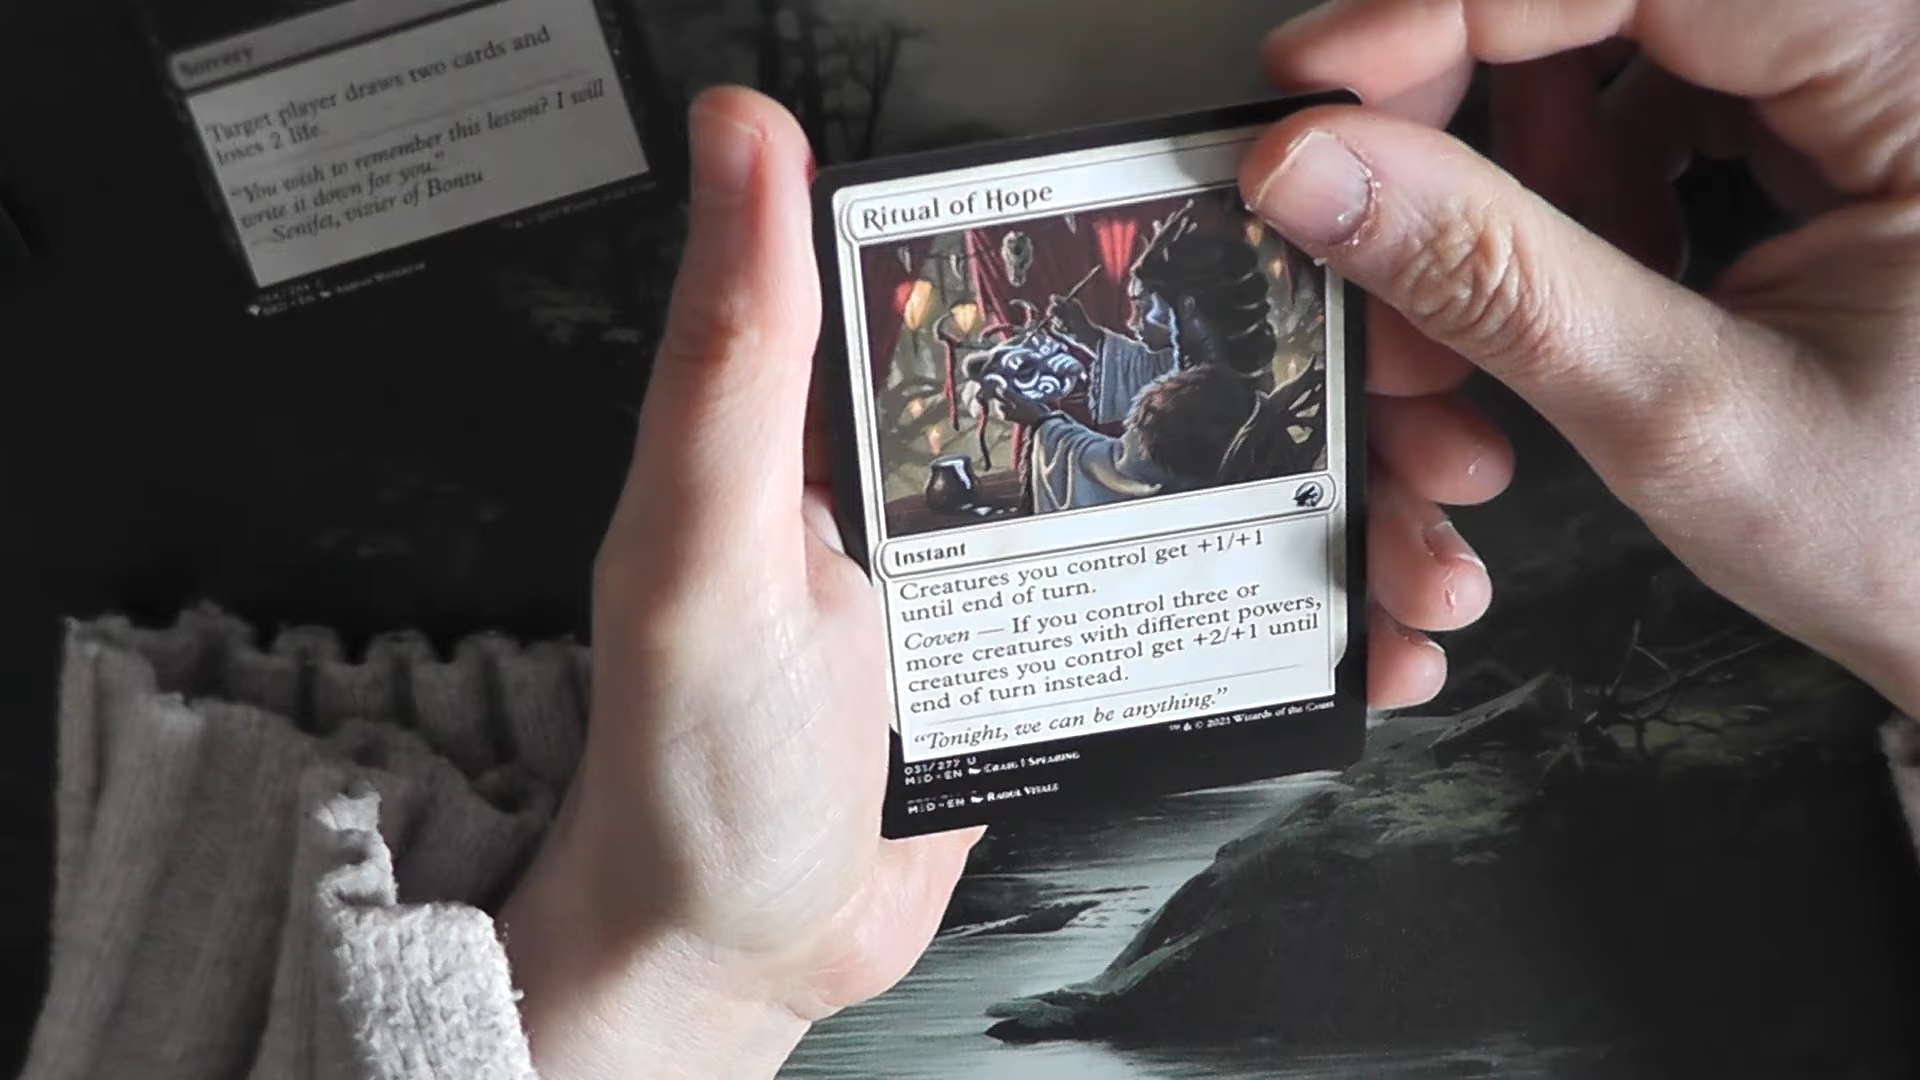 Sorcery
Target player draws two cards and
loses 2 life.
"You wish to remember this lesson? I will
write it down for you."
—Senifet, vizier of Bontu
Ritual of Hope
Instant
Creatures you control get +1/+1
until end of turn.
Coven — If you control three or
more creatures with different powers,
creatures you control get +2/+1 until
end of turn instead.
"Tonight, we can be anything."
™ & © 2021 Wizards of the Coast
031/277 U
MID • EN Craig J Spearing
MID • EN Raoul Vitale